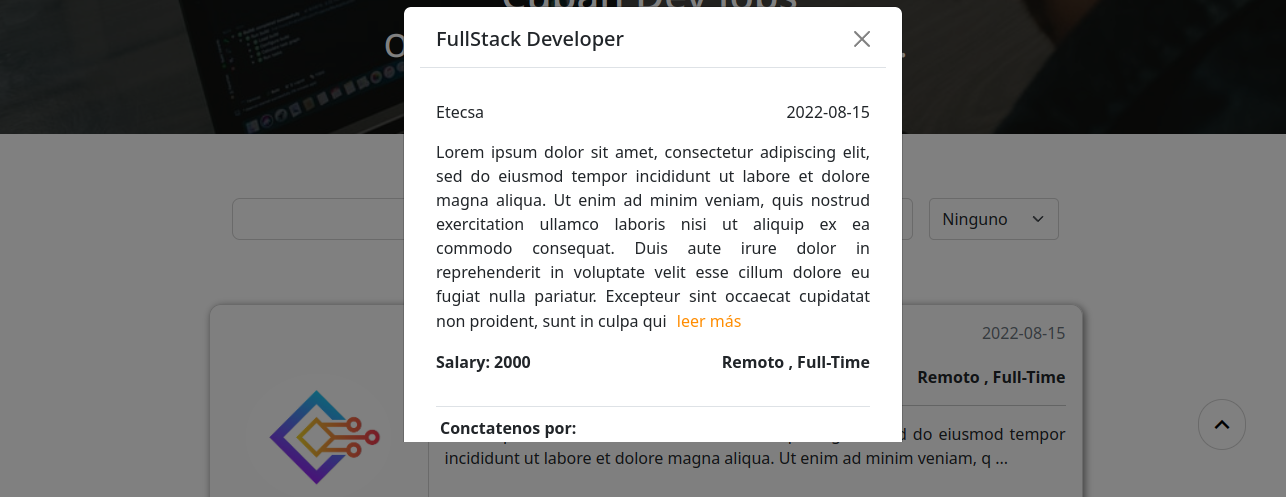 Cuban Dev Jobs
FullStack Developer
Etecsa 2022-08-15
Lorem ipsum dolor sit amet, consectetur adipiscing elit,
sed do eiusmod tempor incididunt ut labore et dolore
magna aliqua. Ut enim ad minim veniam, quis nostrud
exercitation ullamco laboris nisi ut aliquip ex ea
commodo consequat. Duis aute irure dolor in
reprehenderit in voluptate velit esse cillum dolore eu
fugiat nulla pariatur. Excepteur sint occaecat cupidatat
non proident, sunt in culpa qui leer más
Salary: 2000 Remoto , Full-Time
Conctatenos por:
Ninguno
2022-08-15
Remoto , Full-Time
do eiusmod tempor
incididunt ut labore et dolore magna aliqua. Ut enim ad minim veniam, q ...